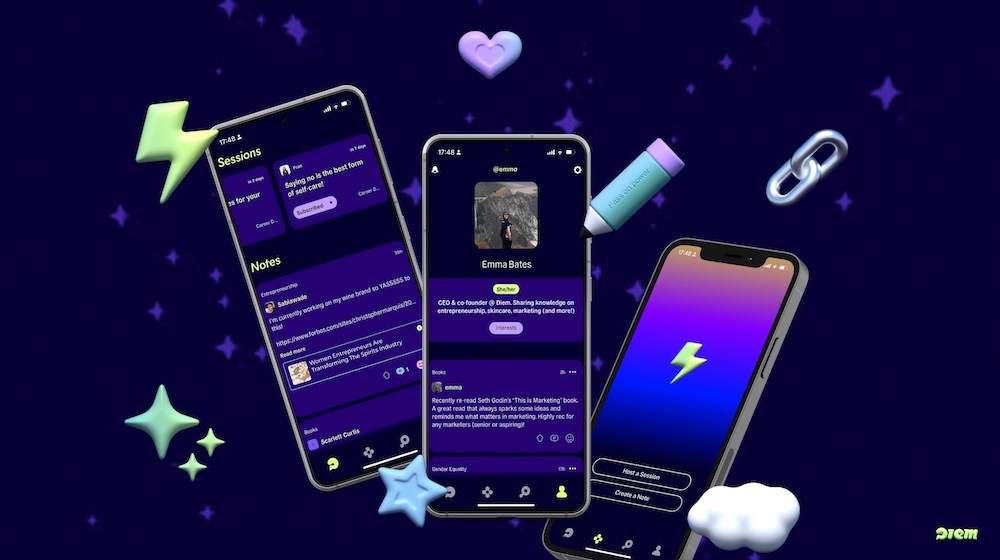 17:48
Sessions
in 2 days
es for your
Career D...
in 7 days
Fran
Saying no is the best form
of self-care!
Subscribed
Career D...
Notes
Entrepreneurship
39m
Sabiawade
I'm currently working on my wine brand so YASSSSS to
this!
https://www.forbes.com/sites/christophermarquis/20...
Read more
Women Entrepreneurs Are
Transforming The Spirits Industry
1
Books
Scarlett Curtis
17:48
@emma
Emma Bates
She/her
CEO & co-founder @ Diem. Sharing knowledge on
entrepreneurship, skincare, marketing (and more!)
Interests
Books
2h
emma
Recently re-read Seth Godin's "This is Marketing" book.
A great read that always sparks some ideas and
reminds me what matters in marketing. Highly rec for
any marketers (senior or aspiring)!
Gender Equality
17h
Pass on power
17:48
Host a Session
Create a Note
Diem